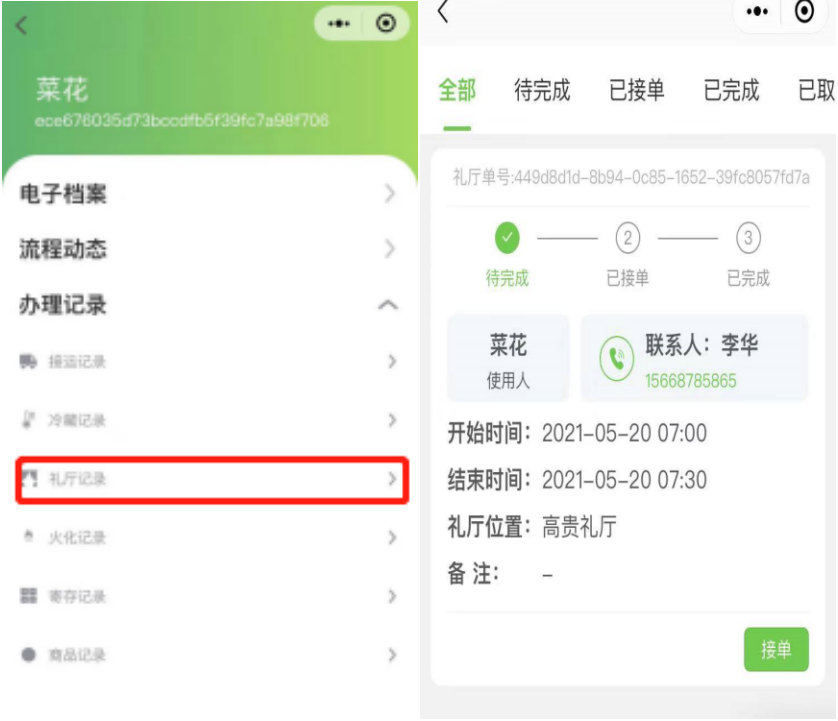 菜花
ece676035d73bccdfb5f39fc7a98f706
电子档案
流程动态
办理记录
接运记录
冷藏记录
礼厅记录
火化记录
寄存记录
商品记录
全部 待完成 已接单 已完成 已取
礼厅单号:449d8d1d-8b94-0c85-1652-39fc8057fd7a
2 3
待完成 已接单 已完成
菜花
使用人
联系人：李华
15668785865
开始时间：2021-05-20 07:00
结束时间：2021-05-20 07:30
礼厅位置：高贵礼厅
备 注： -
接单